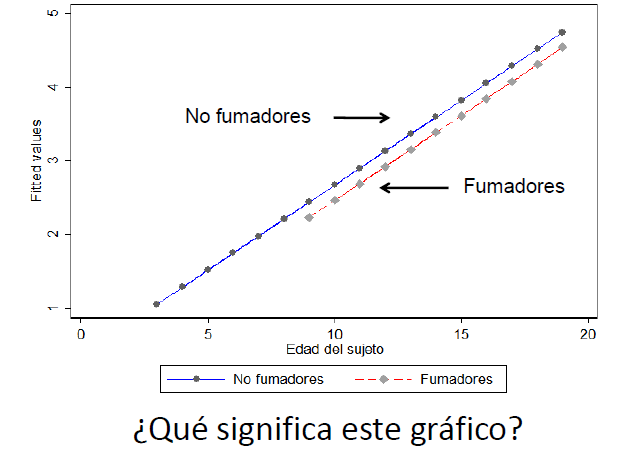 5
4
3
2
1
Fitted values
No fumadores
Fumadores
0 5 10 15 20
Edad del sujeto
No fumadores Fumadores
¿Qué significa este gráfico?